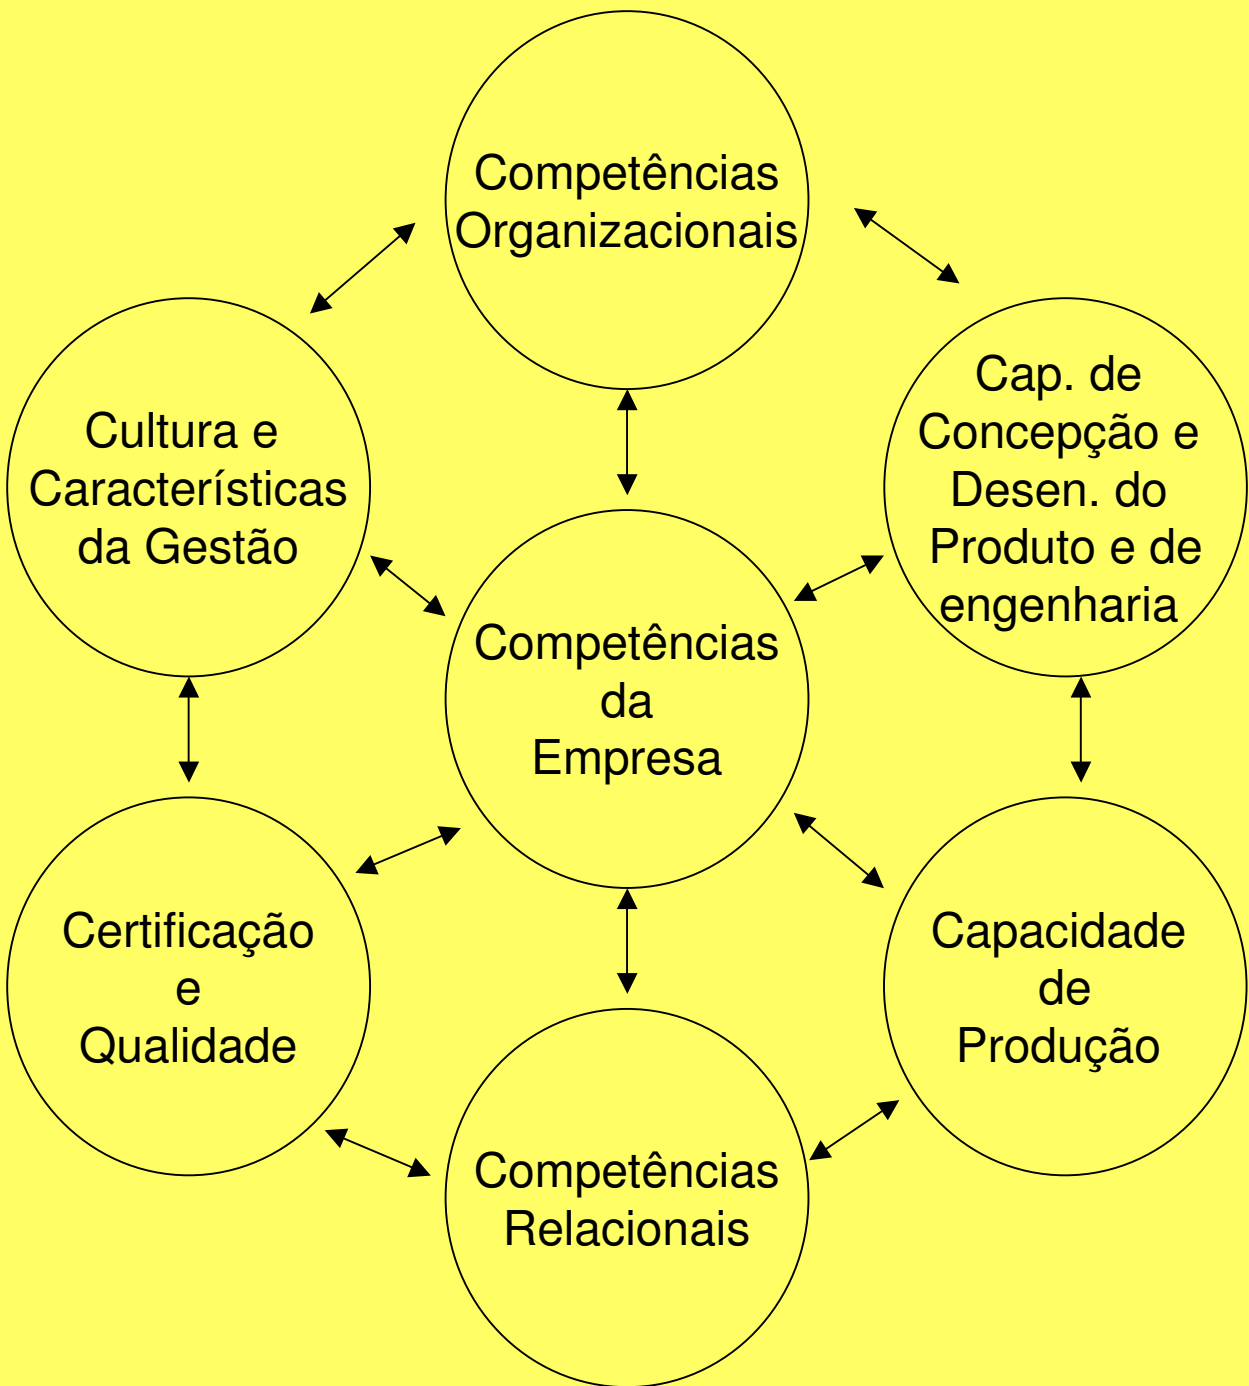 Competências
Organizacionais
Cultura e
Características
da Gestão
Cap. de
Concepção e
Desen. do
Produto e de
engenharia
Competências
da
Empresa
Certificação
e
Qualidade
Capacidade
de
Produção
Competências
Relacionais